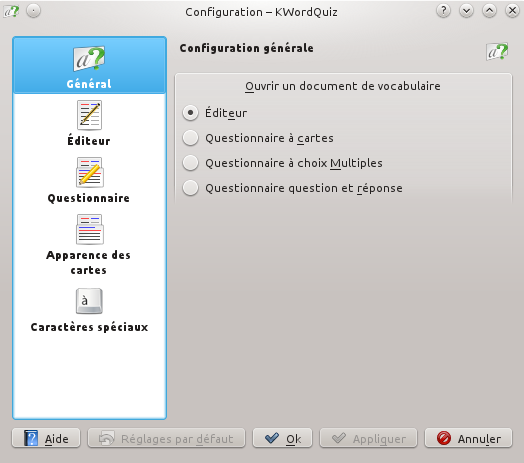 Configuration – KWordQuiz
Général
Éditeur
Questionnaire
Apparence des
cartes
Caractères spéciaux
Configuration générale
Ouvrir un document de vocabulaire
Éditeur
Questionnaire à cartes
Questionnaire à choix Multiples
Questionnaire question et réponse
Aide
Réglages par défaut
Ok
Appliquer
Annuler